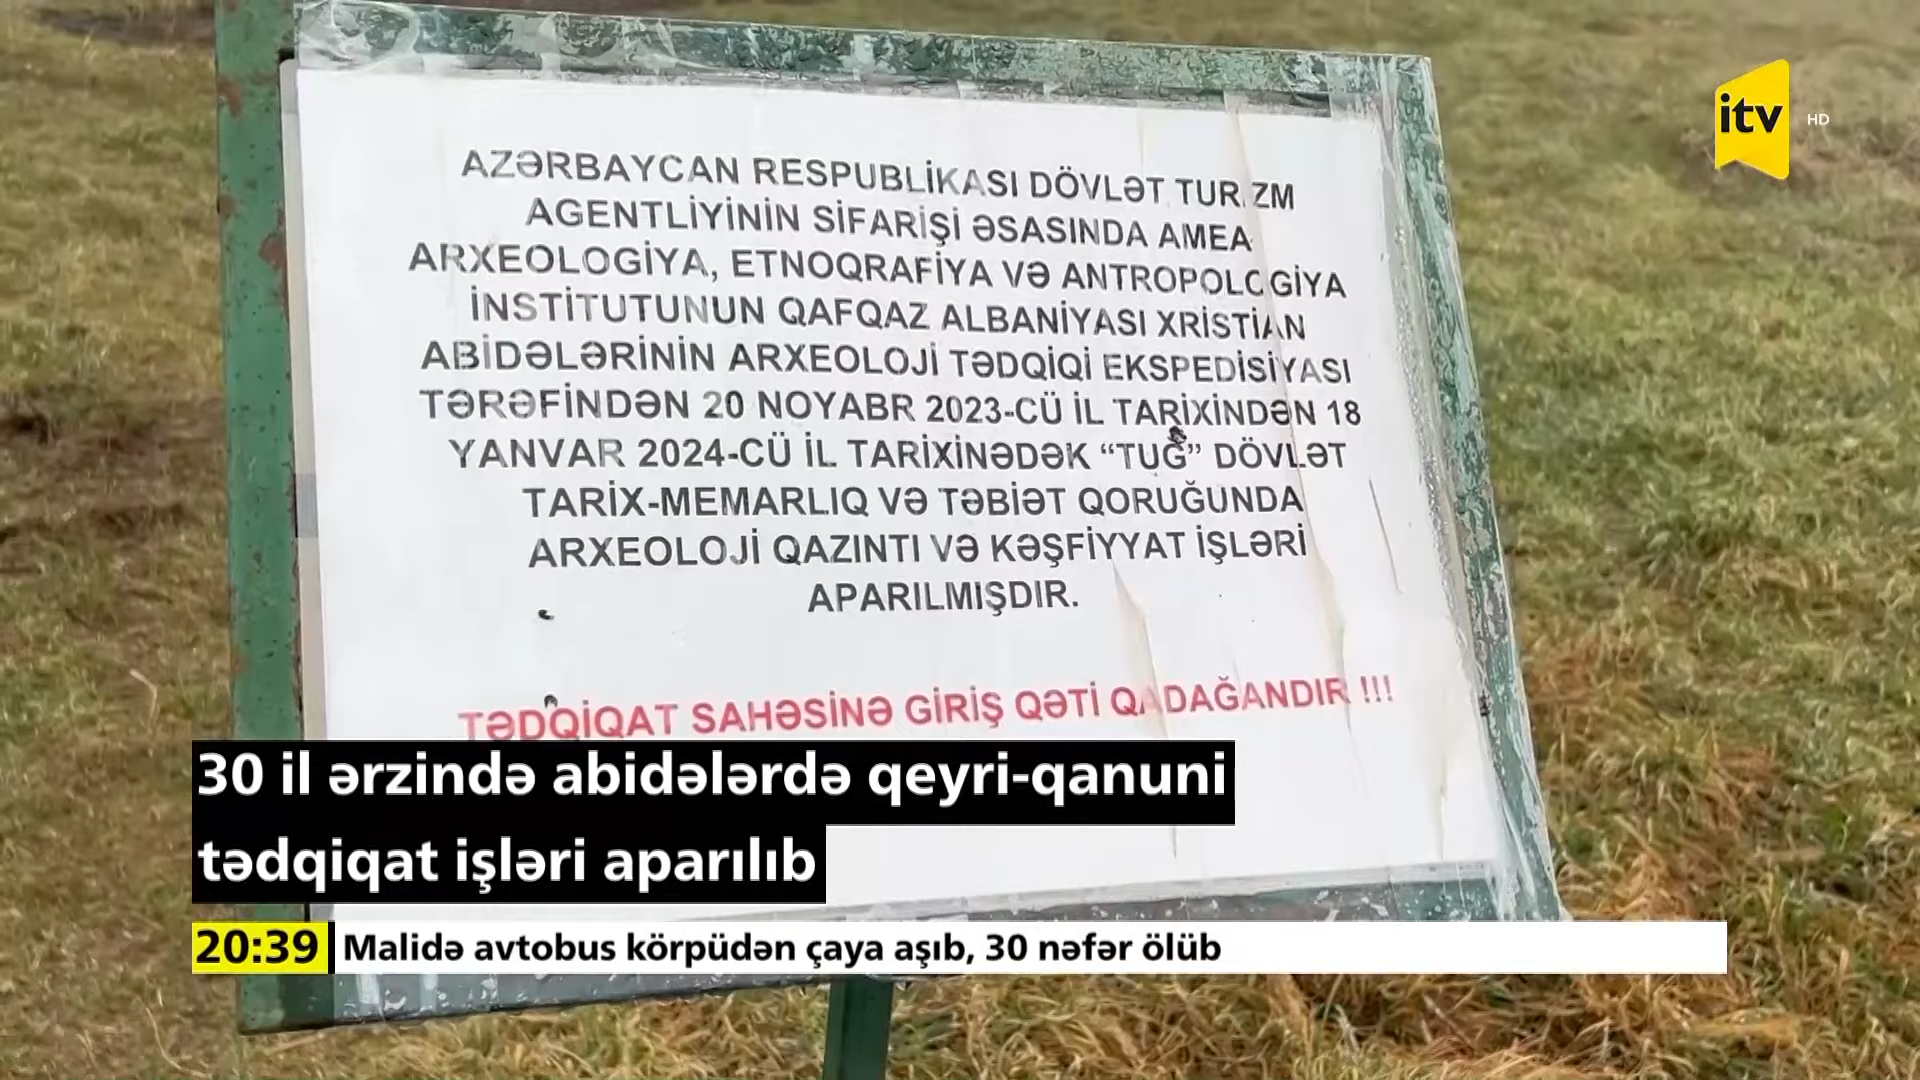 itv HD
AZƏRBAYCAN RESPUBLİKASI DÖVLƏT TURİZM
AGENTLİYİNİN SİFARİŞİ ƏSASINDA AMEA
ARXEOLOGİYA, ETNOQRAFİYA VƏ ANTROPOLOGİYA
İNSTİTUTUNUN QAFQAZ ALBANİYASI XRİSTİAN
ABİDƏLƏRİNİN ARXEOLOJİ TƏDQİQİ EKSPEDİSİYASI
TƏRƏFİNDƏN 20 NOYABR 2023-CÜ İL TARİXİNDƏN 18
YANVAR 2024-CÜ İL TARİXİNƏDƏK “TUĞ” DÖVLƏT
TARİX-MEMARLIQ VƏ TƏBİƏT QORUĞUNDA
ARXEOLOJİ QAZINTI VƏ KƏŞFİYYAT İŞLƏRİ
APARILMIŞDIR.
TƏDQİQAT SAHƏSİNƏ GİRİŞ QƏTİ QADAĞANDIR !!!
30 il ərzində abidələrdə qeyri-qanuni
tədqiqat işləri aparılıb
20:39 Malidə avtobus körpüdən çaya aşıb, 30 nəfər ölüb